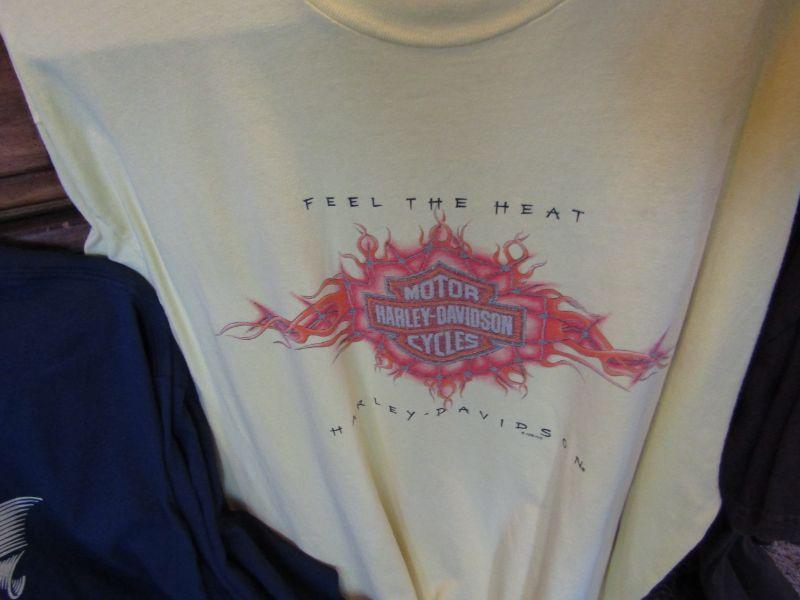 FEEL THE HEAT
MOTOR
HARLEY-DAVIDSON
CYCLES
HARLEY-DAVIDSON